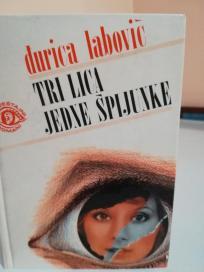 đurica labović
TRI LICA
JEDNE ŠPIJUNKE